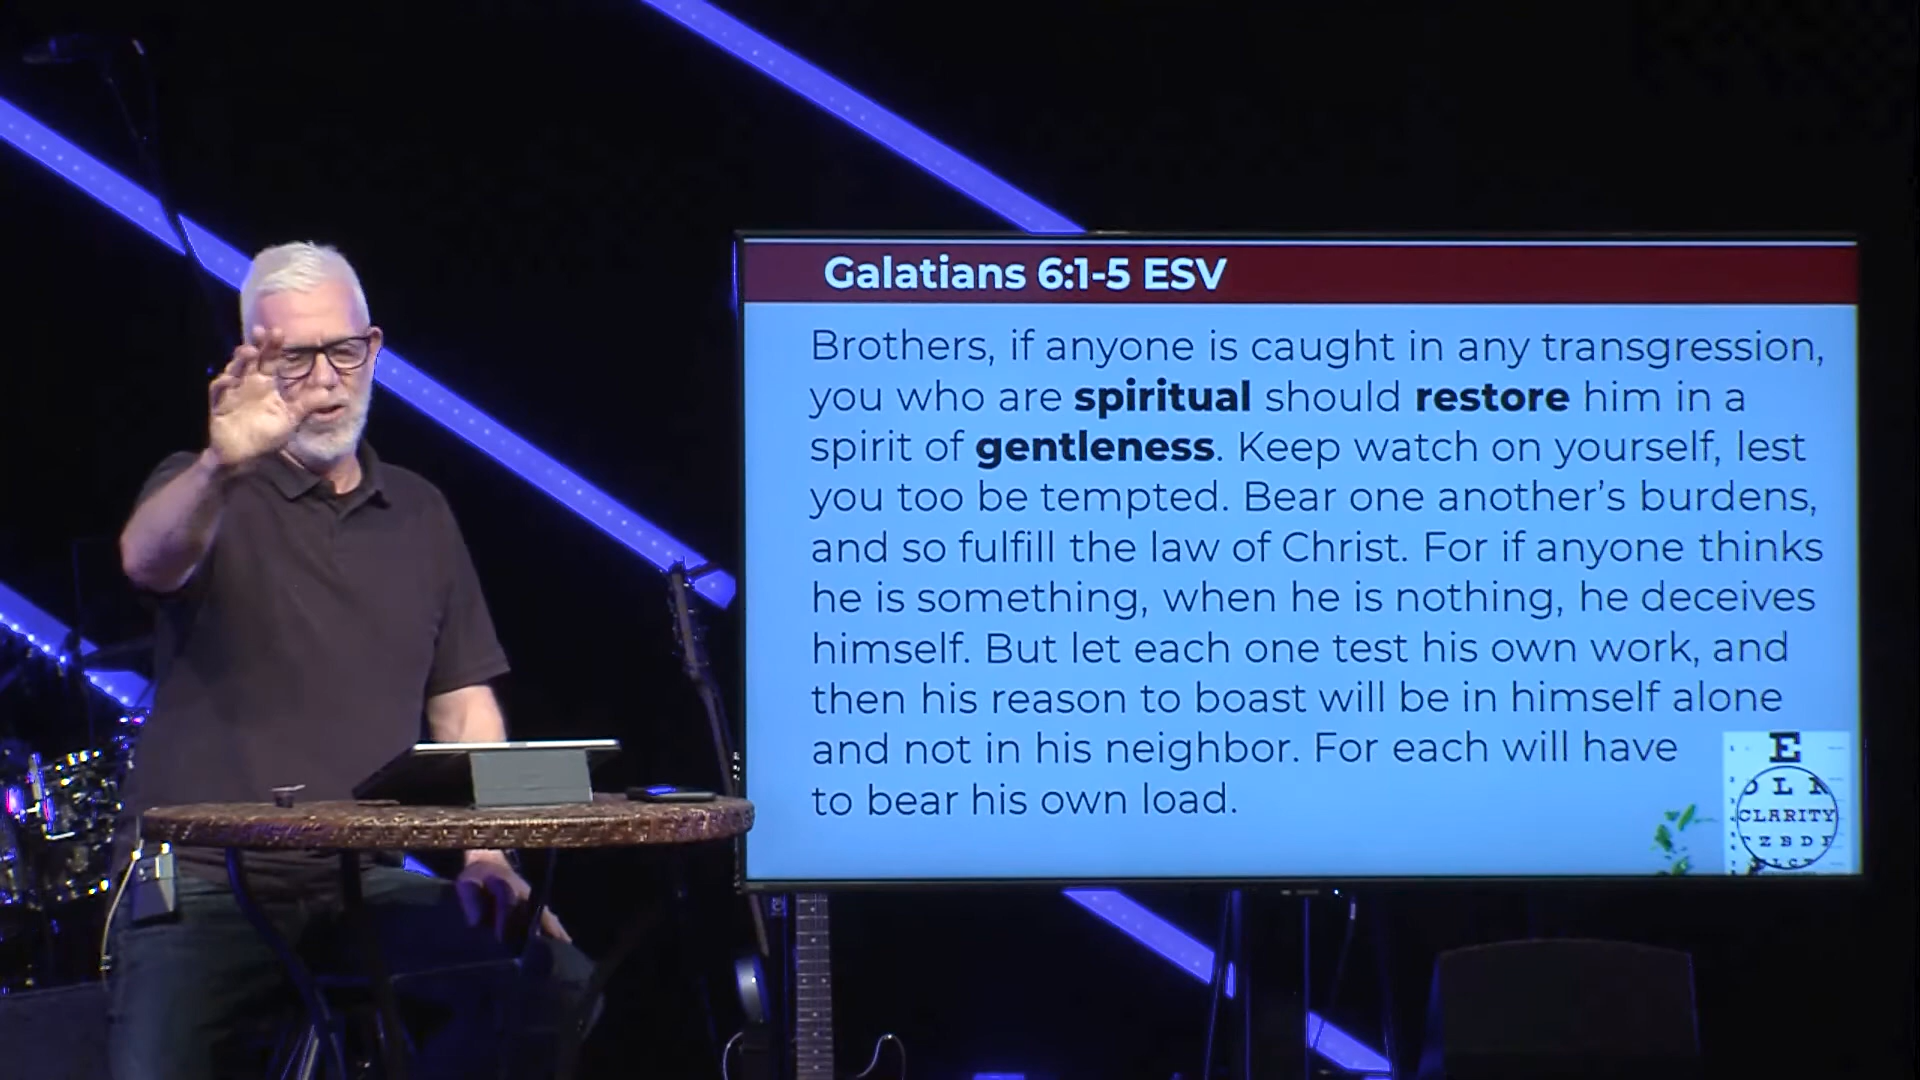 Galatians 6:1-5 ESV
Brothers, if anyone is caught in any transgression,
you who are spiritual should restore him in a
spirit of gentleness. Keep watch on yourself, lest
you too be tempted. Bear one another’s burdens,
and so fulfill the law of Christ. For if anyone thinks
he is something, when he is nothing, he deceives
himself. But let each one test his own work, and
then his reason to boast will be in himself alone
and not in his neighbor. For each will have
to bear his own load.
E
L
CLARITY
Z B D
L C